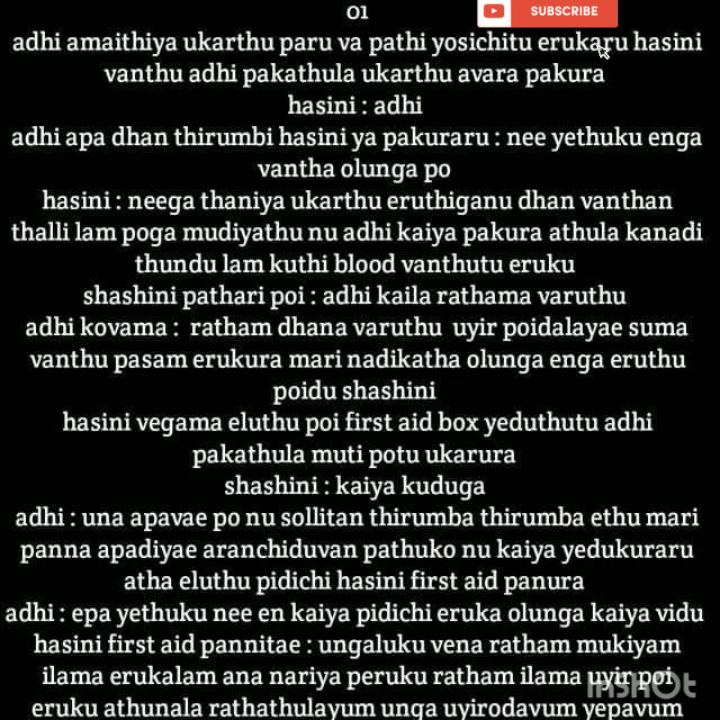 01
SUBSCRIBE
adhi amaithiya ukarthu paru va pathi yosichitu erukaru hasini
vanthu adhi pakathula ukarthu avara pakura
hasini : adhi
adhi apa dhan thirumbi hasini ya pakuraru : nee yethuku enga
vantha olunga po
hasini : neega thaniya ukarthu eruthiganu dhan vanthan
thalli lam poga mudiyathu nu adhi kaiya pakura athula kanadi
thundu lam kuthi blood vanthutu eruku
shashini pathari poi : adhi kaila rathama varuthu
adhi kovama : ratham dhana varuthu uyir poidalayae suma
vanthu pasam erukura mari nadikatha olunga enga eruthu
poidu shashini
hasini vegama eluthu poi first aid box yeduthutu adhi
pakathula muti potu ukarura
shashini : kaiya kuduga
adhi : una apavae po nu sollitan thirumba thirumba ethu mari
panna apadiyae aranchiduvan pathuko nu kaiya yedukuraru
atha eluthu pidichi hasini first aid panura
adhi : epa yethuku nee en kaiya pidichi eruka olunga kaiya vidu
hasini first aid pannitae : ungaluku vena ratham mukiyam
ilama erukalam ana nariya peruku ratham ilama uyir poi
InShOt
eruku athunala rathathulayum unga uyirodavum yepavum